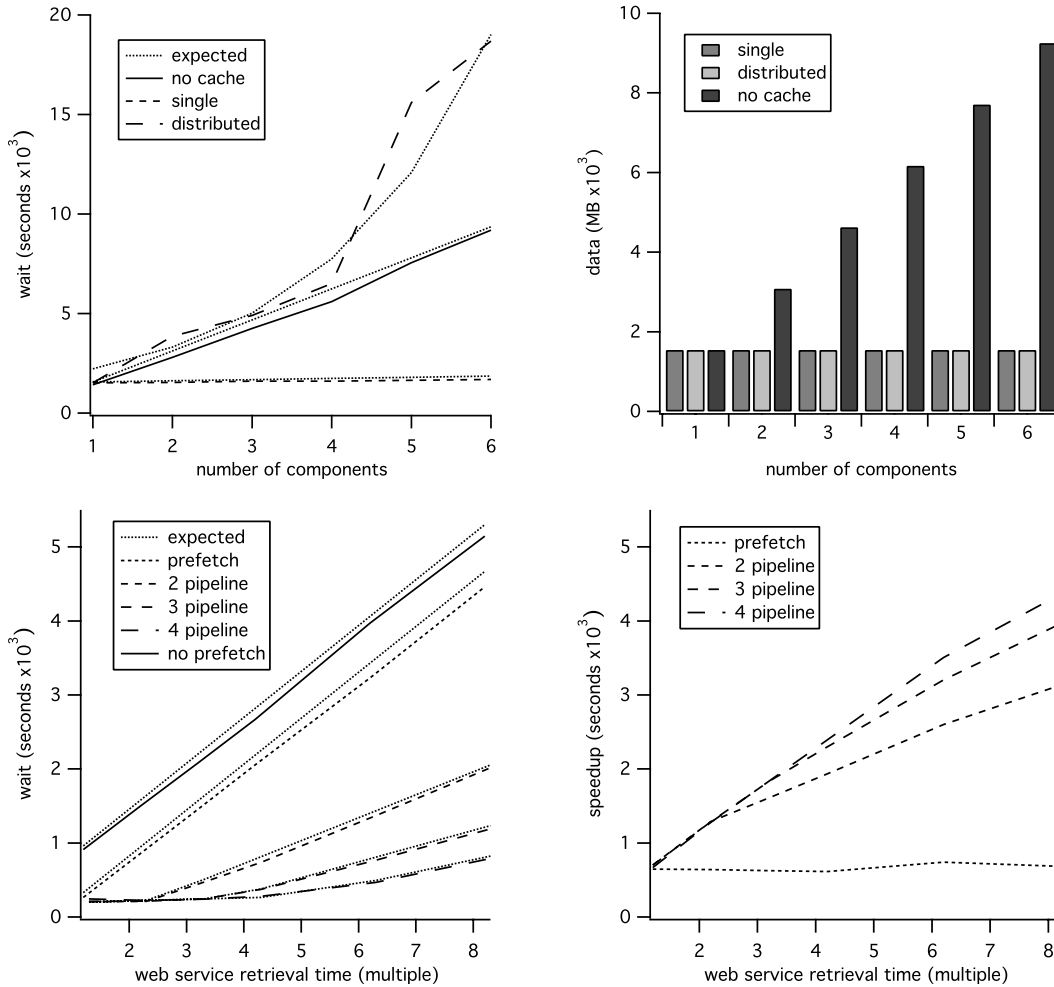 20
15
10
5
0
wait (seconds x10³)
expected
no cache
single
distributed
1 2 3 4 5 6
number of components
10
8
6
4
2
0
data (MB x10³)
single
distributed
no cache
1 2 3 4 5 6
number of components
5
4
3
2
1
0
wait (seconds x10³)
expected
prefetch
2 pipeline
3 pipeline
4 pipeline
no prefetch
2 3 4 5 6 7 8
web service retrieval time (multiple)
5
4
3
2
1
0
speedup (seconds x10³)
prefetch
2 pipeline
3 pipeline
4 pipeline
2 3 4 5 6 7 8
web service retrieval time (multiple)